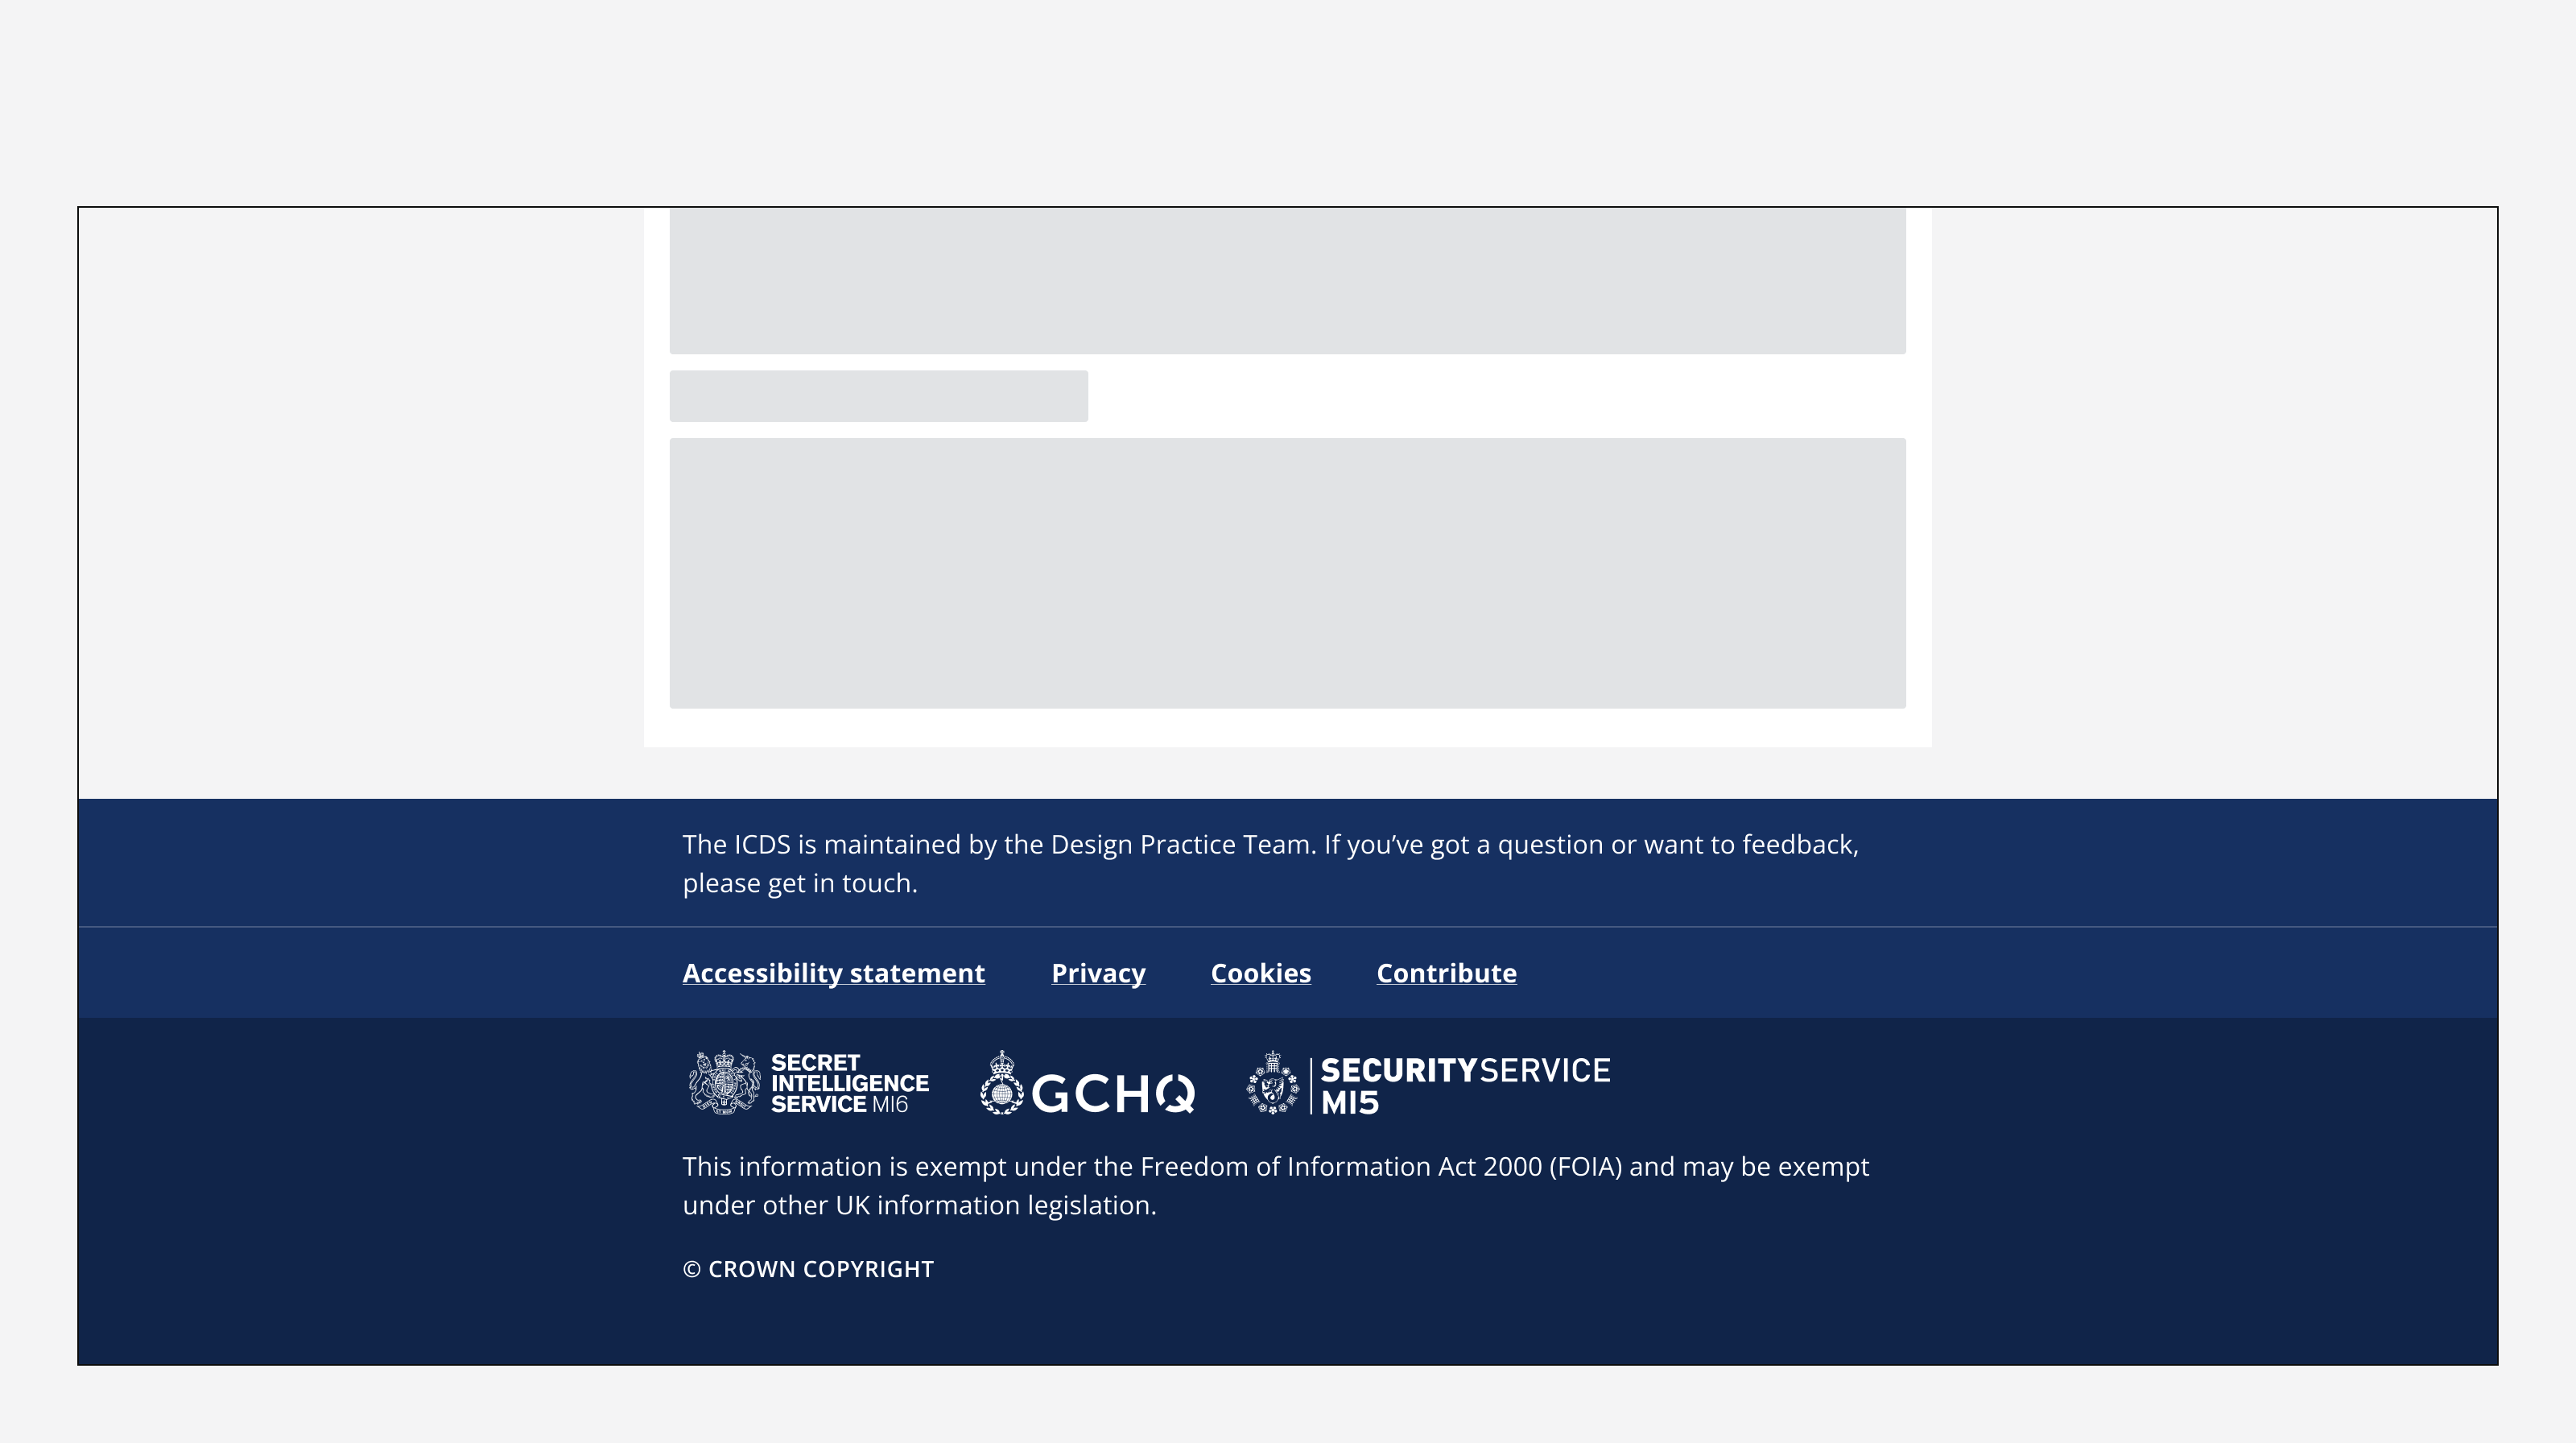 The ICDS is maintained by the Design Practice Team. If you’ve got a question or want to feedback,
please get in touch.
Accessibility statement Privacy Cookies Contribute
SECRET
INTELLIGENCE
SERVICE MI6
GCHQ
SECURITYSERVICE
MI5
This information is exempt under the Freedom of Information Act 2000 (FOIA) and may be exempt
under other UK information legislation.
© CROWN COPYRIGHT